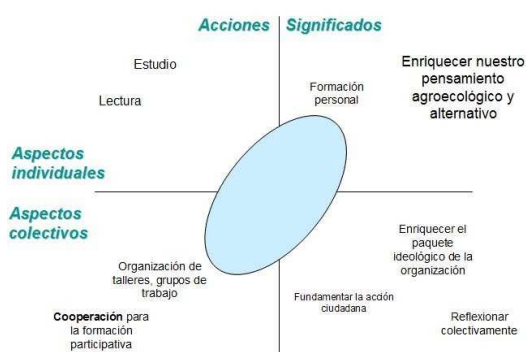 Acciones
Significados
Estudio
Lectura
Formación
personal
Enriquecer nuestro
pensamiento
agroecológico y
alternativo
Aspectos
individuales
Aspectos
colectivos
Organización de
talleres, grupos de
trabajo
Cooperación para
la formación
participativa
Enriquecer el
paquete
ideológico de la
organización
Fundamentar la acción
ciudadana
Reflexionar
colectivamente